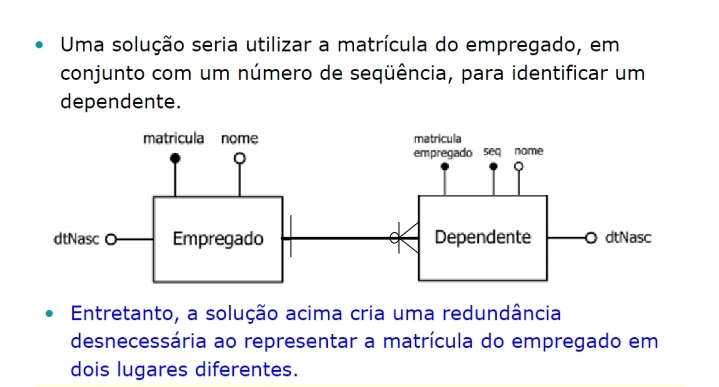 Uma solução seria utilizar a matrícula do empregado, em
conjunto com um número de seqüência, para identificar um
dependente.
matricula nome
matricula
empregado seq nome
dtNasc Empregado Dependente dtNasc
Entretanto, a solução acima cria uma redundância
desnecessária ao representar a matrícula do empregado em
dois lugares diferentes.